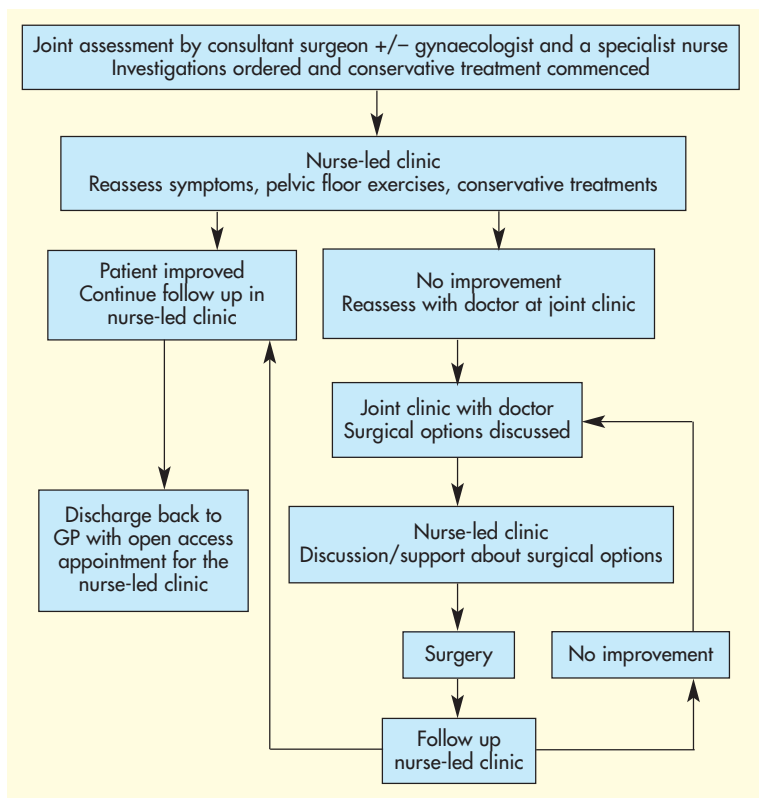 Joint assessment by consultant surgeon +/− gynaecologist and a specialist nurse
Investigations ordered and conservative treatment commenced
Nurse-led clinic
Reassess symptoms, pelvic floor exercises, conservative treatments
Patient improved
Continue follow up in
nurse-led clinic
No improvement
Reassess with doctor at joint clinic
Joint clinic with doctor
Surgical options discussed
Discharge back to
GP with open access
appointment for the
nurse-led clinic
Nurse-led clinic
Discussion/support about surgical options
Surgery
No improvement
Follow up
nurse-led clinic